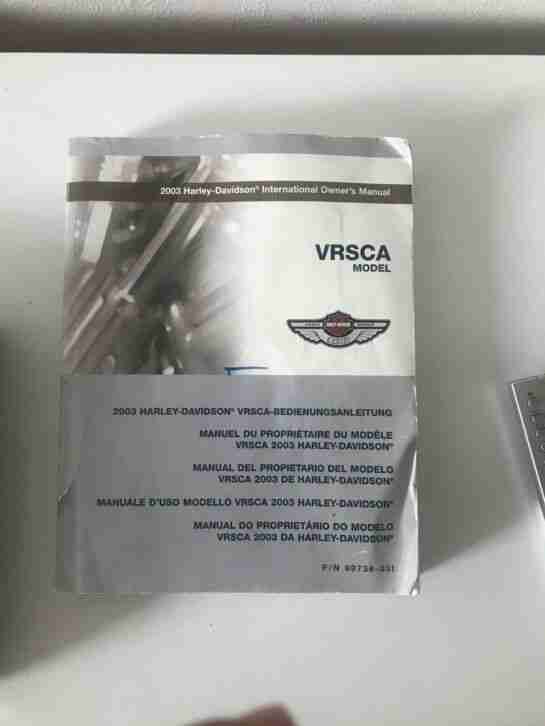 2003 Harley-Davidson® International Owner's Manual
VRSCA
MODEL
2003 HARLEY-DAVIDSON® VRSCA-BEDIENUNGSANLEITUNG
MANUEL DU PROPRIÉTAIRE DU MODÈLE
VRSCA 2003 HARLEY-DAVIDSON®
MANUAL DEL PROPIETARIO DEL MODELO
VRSCA 2003 DE HARLEY-DAVIDSON®
MANUALE D'USO MODELLO VRSCA 2003 HARLEY-DAVIDSON®
MANUAL DO PROPRIETÁRIO DO MODELO
VRSCA 2003 DA HARLEY-DAVIDSON®
P/N